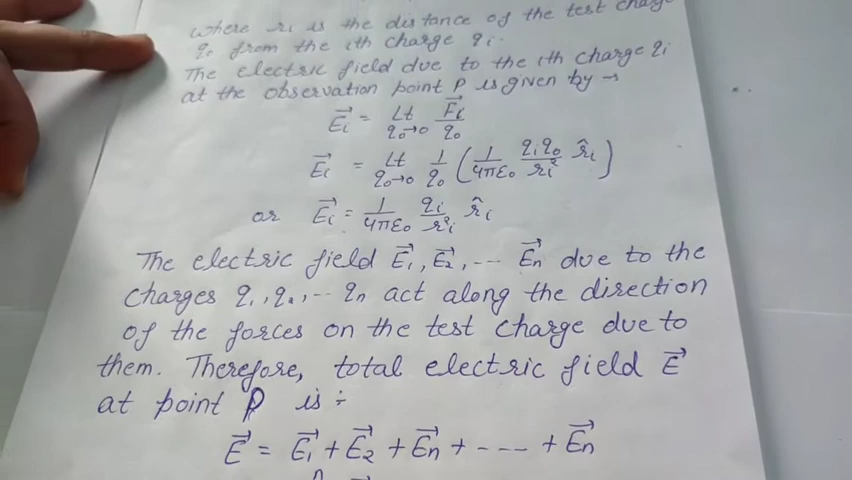 where ri is the distance of the test charge
q0 from the ith charge qi.
The electric field due to the ith charge qi
at the observation point P is given by →
E⃗i = Lt q0→0 F⃗i/q0
E⃗i = Lt q0→0 1/q0 (1/4πε0 qiq0/ri² r̂i)
or E⃗i = 1/4πε0 qi/r²i r̂i
The electric field E⃗1, E⃗2, --- E⃗n due to the
charges q1, q2, --- qn act along the direction
of the forces on the test charge due to
them. Therefore, total electric field E⃗
at point P is ÷
E⃗ = E⃗1 + E⃗2 + E⃗n + ---- + E⃗n